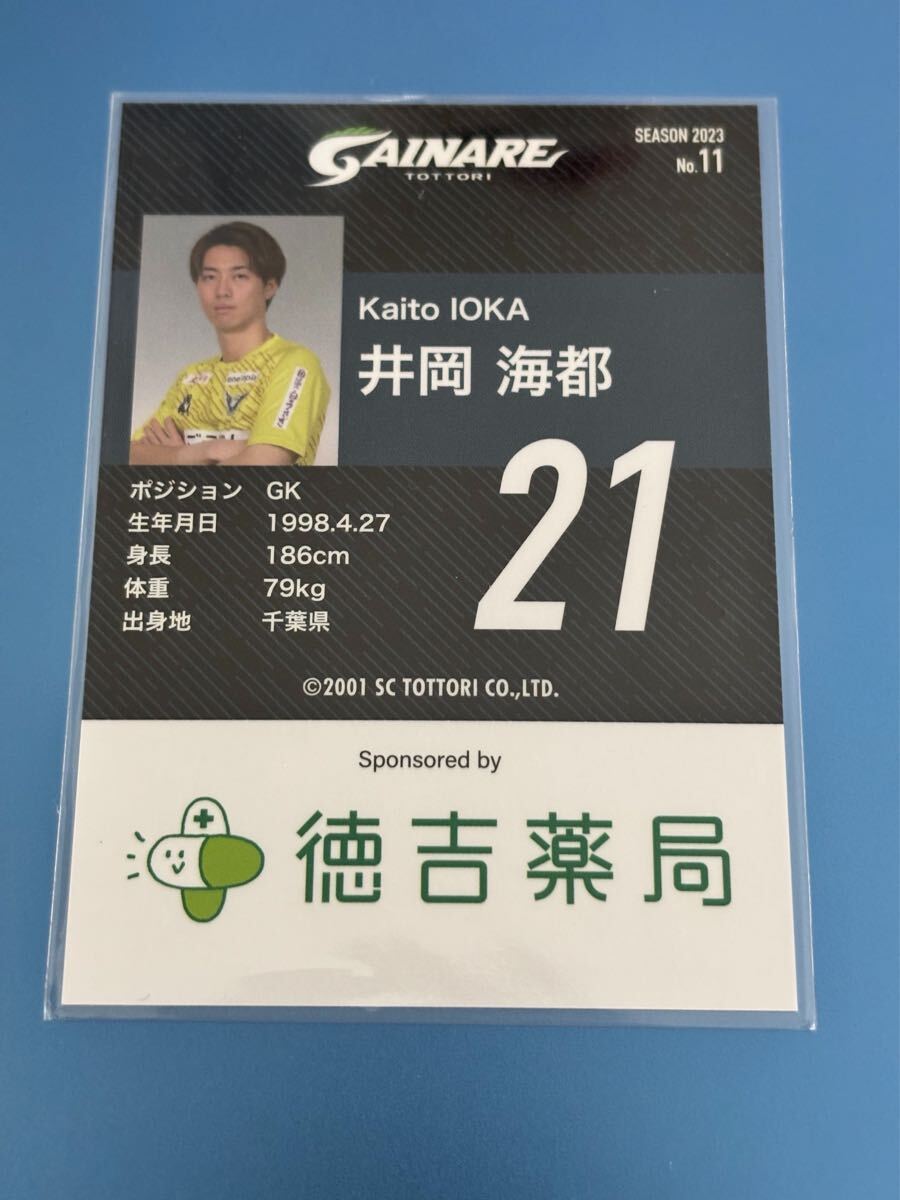 GAINARE
TOTTORI
SEASON 2023
No.11
Kaito IOKA
井岡 海都
21
ポジション GK
生年月日 1998.4.27
身長 186cm
体重 79kg
出身地 千葉県
©2001 SC TOTTORI CO.,LTD.
Sponsored by
徳吉薬局